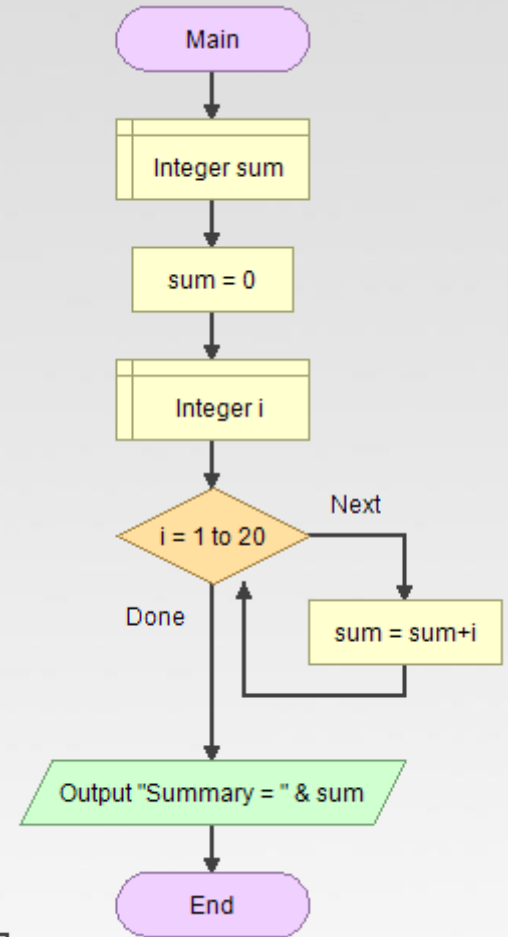 Main
Integer sum
sum = 0
Integer i
i = 1 to 20
Next
Done
sum = sum+i
Output "Summary = " & sum
End